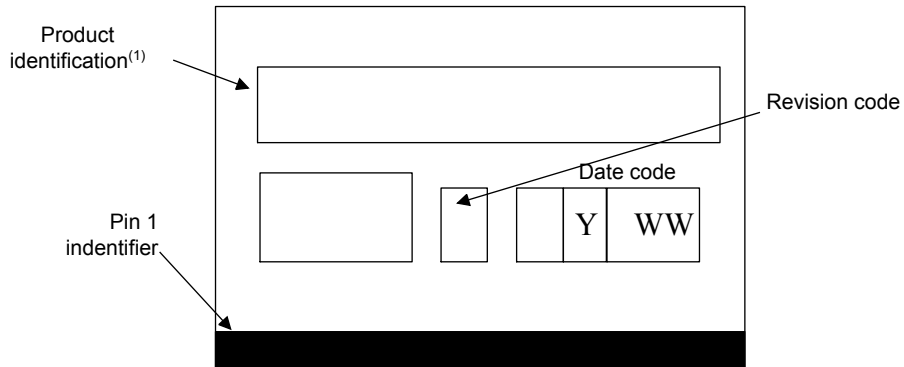 Product
identification(1)
Revision code
Date code
Y WW
Pin 1
indentifier